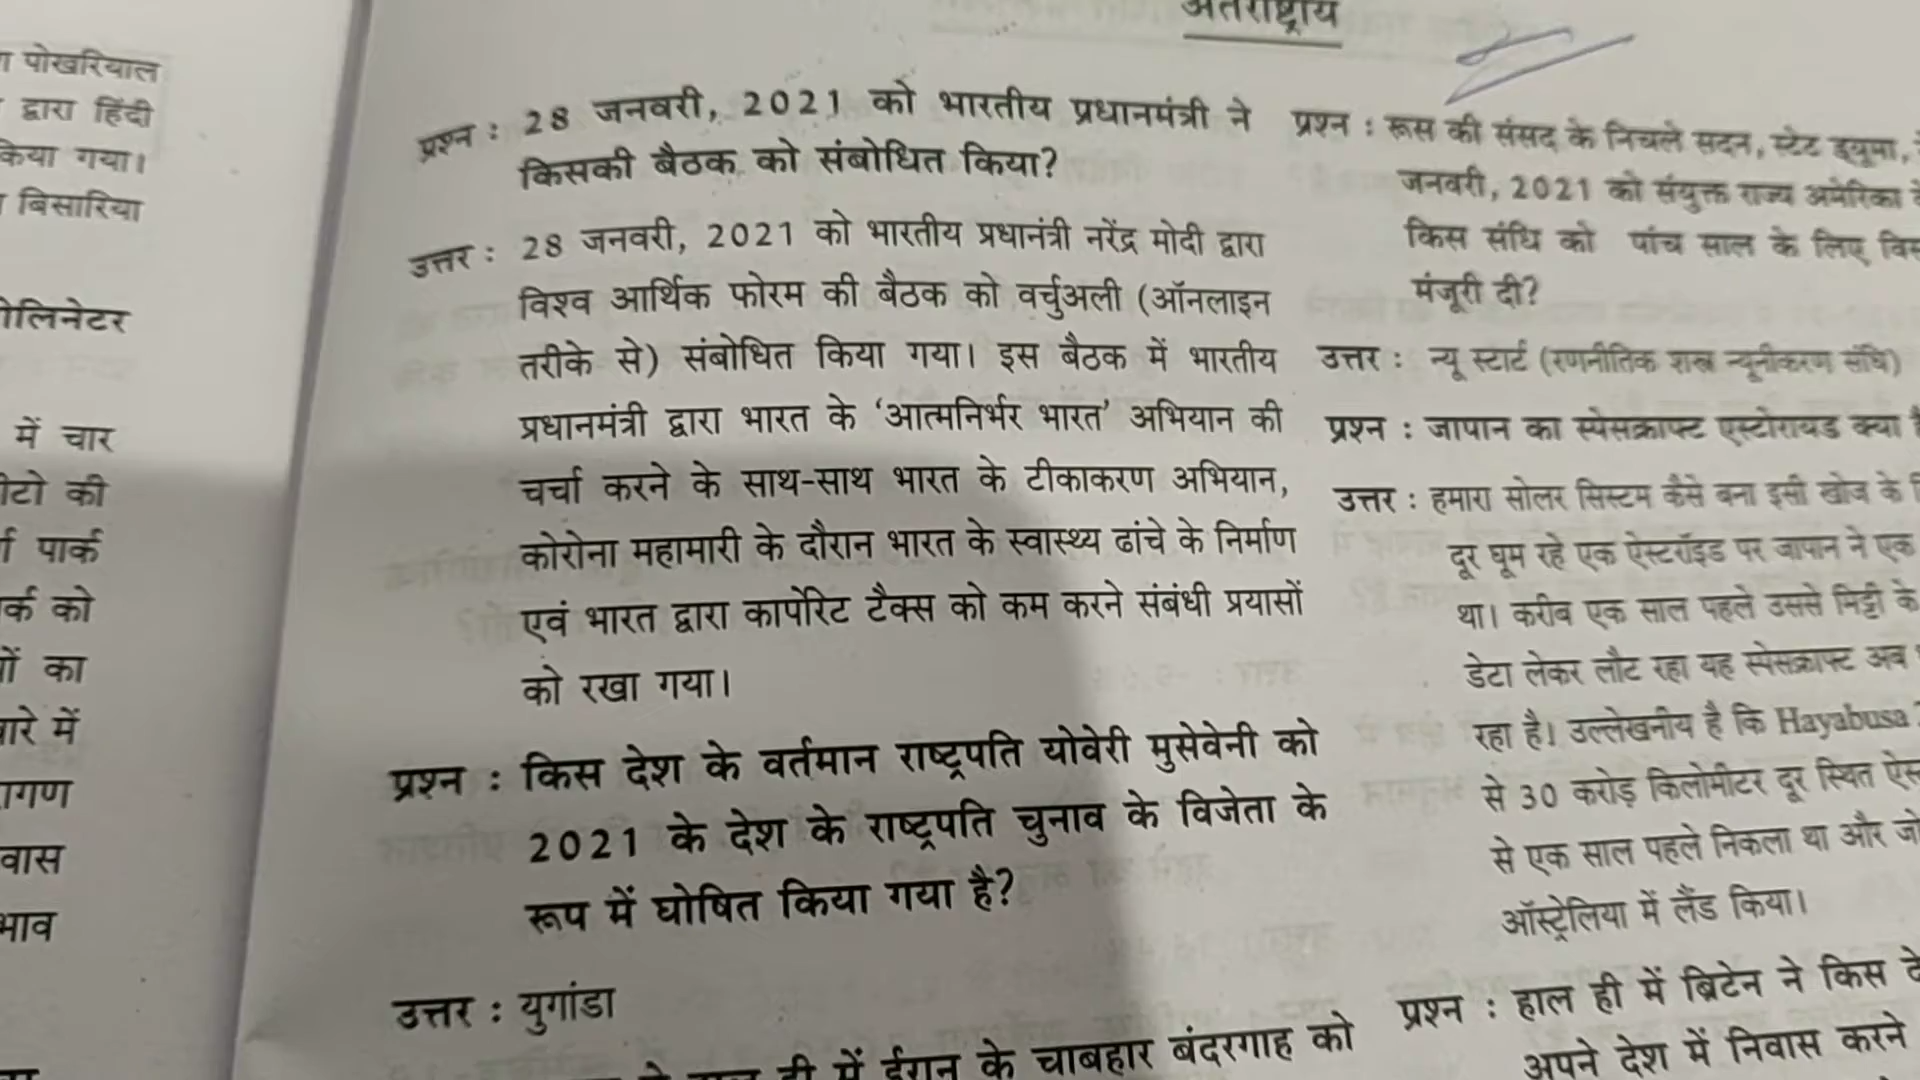 पोखरियाल
द्वारा हिंदी
किया गया।
बिसारिया
में चार
की
पार्क
को
का
में
अंतर्राष्ट्रीय
प्रश्न : 28 जनवरी, 2021 को भारतीय प्रधानमंत्री ने
किसकी बैठक को संबोधित किया?
उत्तर : 28 जनवरी, 2021 को भारतीय प्रधानंत्री नरेंद्र मोदी द्वारा
विश्व आर्थिक फोरम की बैठक को वर्चुअली (ऑनलाइन
तरीके से) संबोधित किया गया। इस बैठक में भारतीय
प्रधानमंत्री द्वारा भारत के ‘आत्मनिर्भर भारत’ अभियान की
चर्चा करने के साथ-साथ भारत के टीकाकरण अभियान,
कोरोना महामारी के दौरान भारत के स्वास्थ्य ढांचे के निर्माण
एवं भारत द्वारा कार्पोरेट टैक्स को कम करने संबंधी प्रयासों
को रखा गया।
प्रश्न : किस देश के वर्तमान राष्ट्रपति योवेरी मुसेवेनी को
2021 के देश के राष्ट्रपति चुनाव के विजेता के
रूप में घोषित किया गया है?
उत्तर : युगांडा
में ईरान के चाबहार बंदरगाह को
प्रश्न : रूस की संसद के निचले सदन, स्टेट ड्यूमा,
जनवरी, 2021 को संयुक्त राज्य अमेरिका
किस संधि को पांच साल के लिए
मंजूरी दी?
उत्तर : न्यू स्टार्ट (रणनीतिक शस्त्र न्यूनीकरण संधि)
प्रश्न : जापान का स्पेसक्राफ्ट एस्टोरायड क्या
उत्तर : हमारा सोलर सिस्टम कैसे बना इसी खोज के
दूर घूम रहे एक ऐस्टरॉइड पर जापान ने एक
था। करीब एक साल पहले उससे मिट्टी के
डेटा लेकर लौट रहा यह स्पेसक्राफ्ट अब
रहा है। उल्लेखनीय है कि Hayabusa
से 30 करोड़ किलोमीटर दूर स्थित
से एक साल पहले निकला था और जो
ऑस्ट्रेलिया में लैंड किया।
प्रश्न : हाल ही में ब्रिटेन ने किस
अपने देश में निवास करने